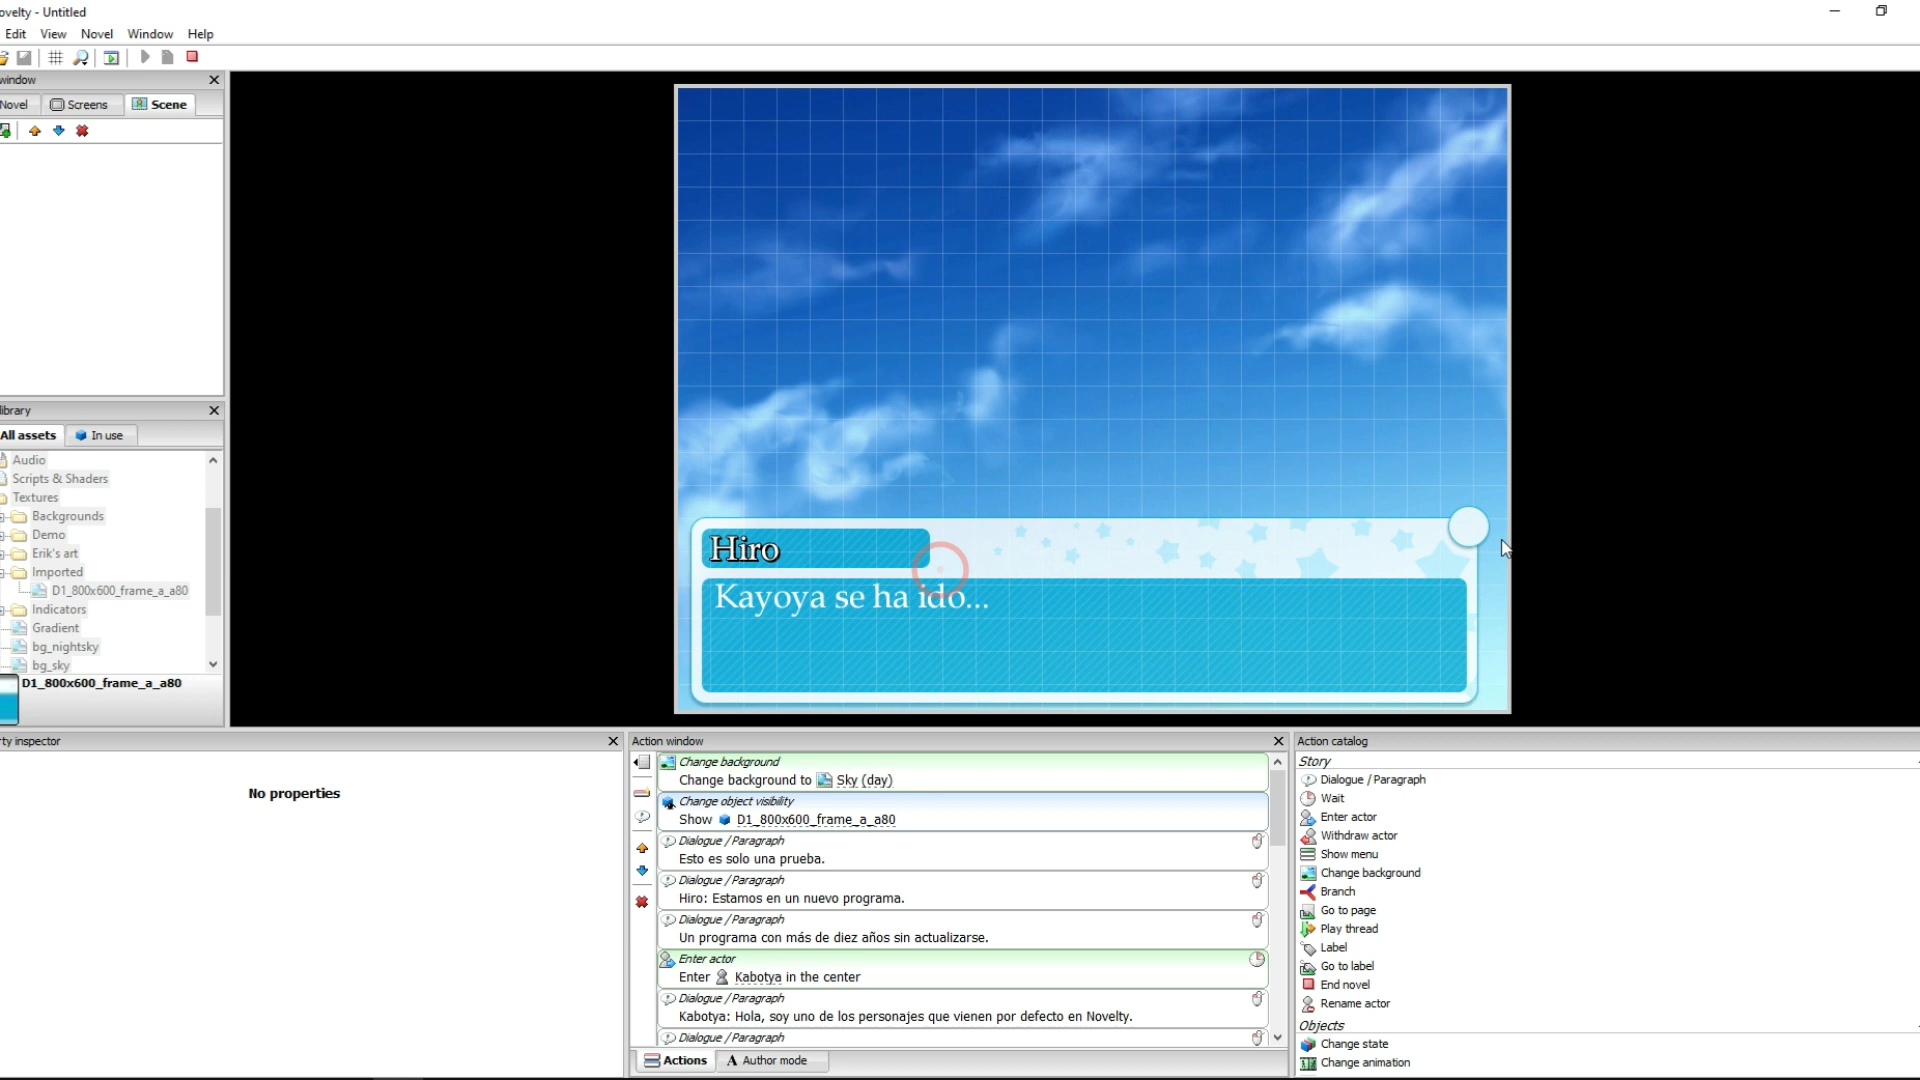 ovelty - Untitled
Edit View Novel Window Help
window
Novel Screens Scene
library
All assets In use
Audio
Scripts & Shaders
Textures
Backgrounds
Demo
Erik's art
Imported
D1_800x600_frame_a_a80
Indicators
Gradient
bg_nightsky
bg_sky
D1_800x600_frame_a_a80
Hiro
Kayoya se ha ido...
rty inspector
No properties
Action window
Change background
Change background to Sky (day)
Change object visibility
Show D1_800x600_frame_a_a80
Dialogue / Paragraph
Esto es solo una prueba.
Dialogue / Paragraph
Hiro: Estamos en un nuevo programa.
Dialogue / Paragraph
Un programa con más de diez años sin actualizarse.
Enter actor
Enter Kabotya in the center
Dialogue / Paragraph
Kabotya: Hola, soy uno de los personajes que vienen por defecto en Novelty.
Dialogue / Paragraph
Actions A Author mode
Action catalog
Story
Dialogue / Paragraph
Wait
Enter actor
Withdraw actor
Show menu
Change background
Branch
Go to page
Play thread
Label
Go to label
End novel
Rename actor
Objects
Change state
Change animation